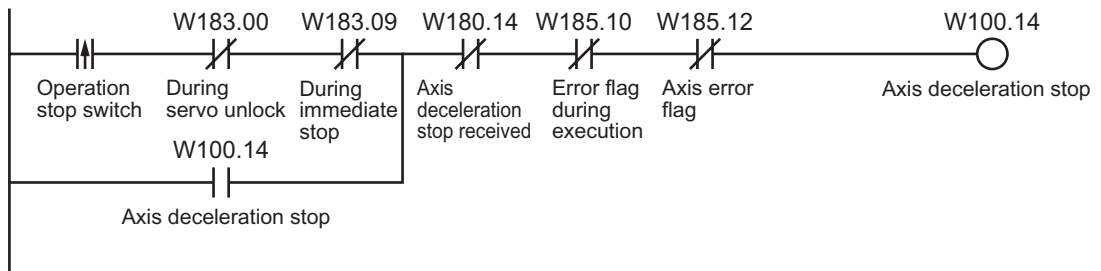 W183.00 W183.09 W180.14 W185.10 W185.12 W100.14
Operation stop switch
During servo unlock
During immediate stop
Axis deceleration stop received
Error flag during execution
Axis error flag
Axis deceleration stop
W100.14
Axis deceleration stop